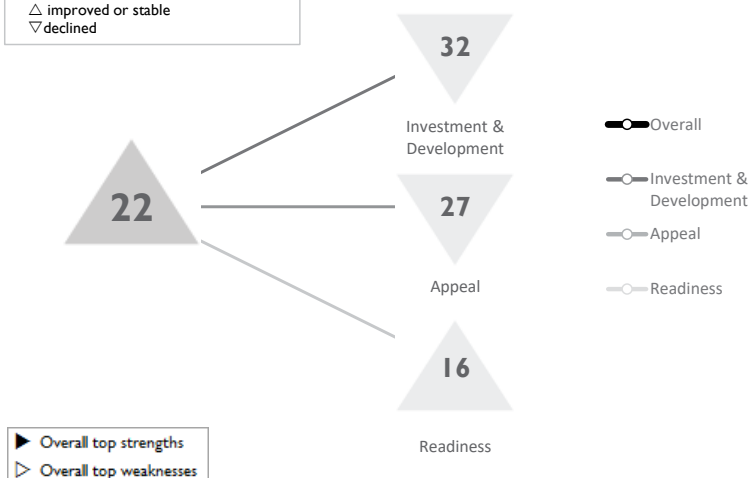 △ improved or stable
▽ declined
32
Investment &
Development
22
27
Appeal
16
Readiness
Overall
Investment &
Development
Appeal
Readiness
▶ Overall top strengths
▷ Overall top weaknesses